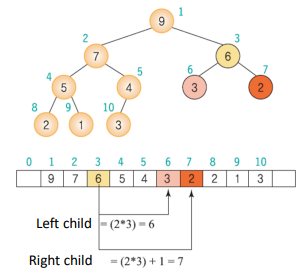 1
9
2 3
7 6
4 5 6 7
5 4 3 2
8 9 10
2 1 3
0 1 2 3 4 5 6 7 8 9 10
9 7 6 5 4 3 2 2 1 3
Left child = (2*3) = 6
Right child = (2*3) + 1 = 7